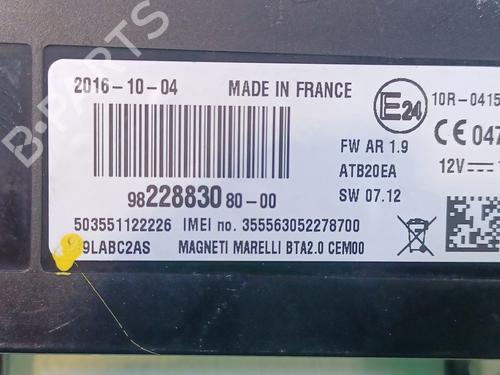 B-PARTS
2016-10-04 MADE IN FRANCE
E24
10R-0415
CE 047
9822883080-00
FW AR 1.9
ATB20EA
12V
SW 07.12
503551122226 IMEI no. 355563052278700
9LABC2AS MAGNETI MARELLI BTA2.0 CEM00